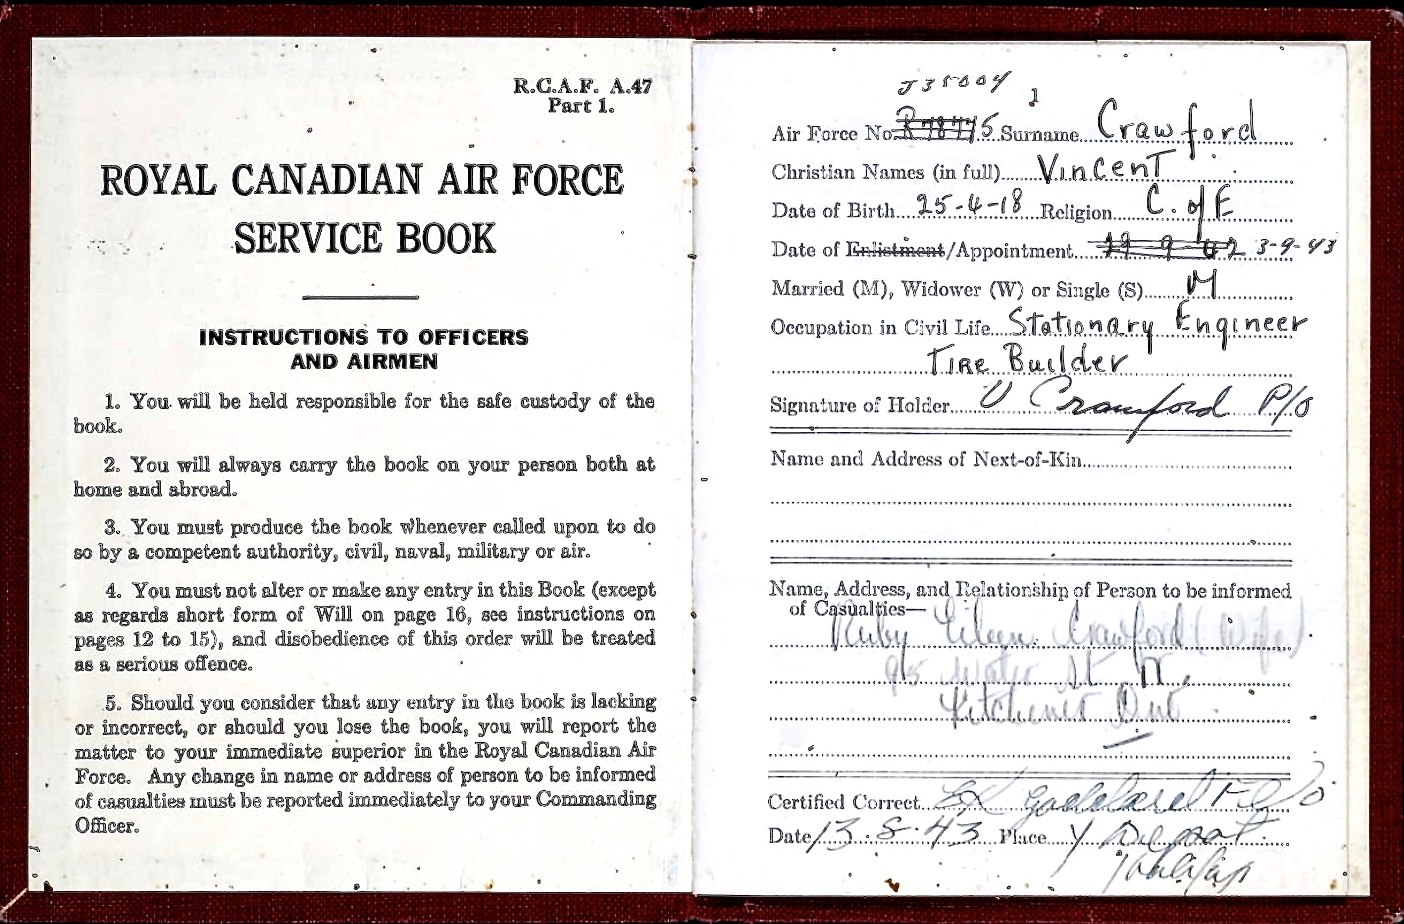 R.C.A.F. A.47
Part 1.
ROYAL CANADIAN AIR FORCE
SERVICE BOOK
INSTRUCTIONS TO OFFICERS
AND AIRMEN
1. You will be held responsible for the safe custody of the
book.
2. You will always carry the book on your person both at
home and abroad.
3. You must produce the book whenever called upon to do
so by a competent authority, civil, naval, military or air.
4. You must not alter or make any entry in this Book (except
as regards short form of Will on page 16, see instructions on
pages 12 to 15), and disobedience of this order will be treated
as a serious offence.
5. Should you consider that any entry in the book is lacking
or incorrect, or should you lose the book, you will report the
matter to your immediate superior in the Royal Canadian Air
Force. Any change in name or address of person to be informed
of casualties must be reported immediately to your Commanding
Officer.
J35004
1
Air Force No. Surname Crawford
Christian Names (in full) Vincent
Date of Birth 25-4-18 Religion C. of E
Date of Enlistment/Appointment 3-9-43
Married (M), Widower (W) or Single (S) M
Occupation in Civil Life Stationary Engineer
Tire Builder
Signature of Holder V Crawford P/O
Name and Address of Next-of-Kin
Name, Address, and Relationship of Person to be informed
of Casualties—
Ruby Eileen Crawford (Wife)
Water St N.
Kitchener Ont
Certified Correct Goddard F/O
Date 13.8.43 Place Y Depot
Halifax